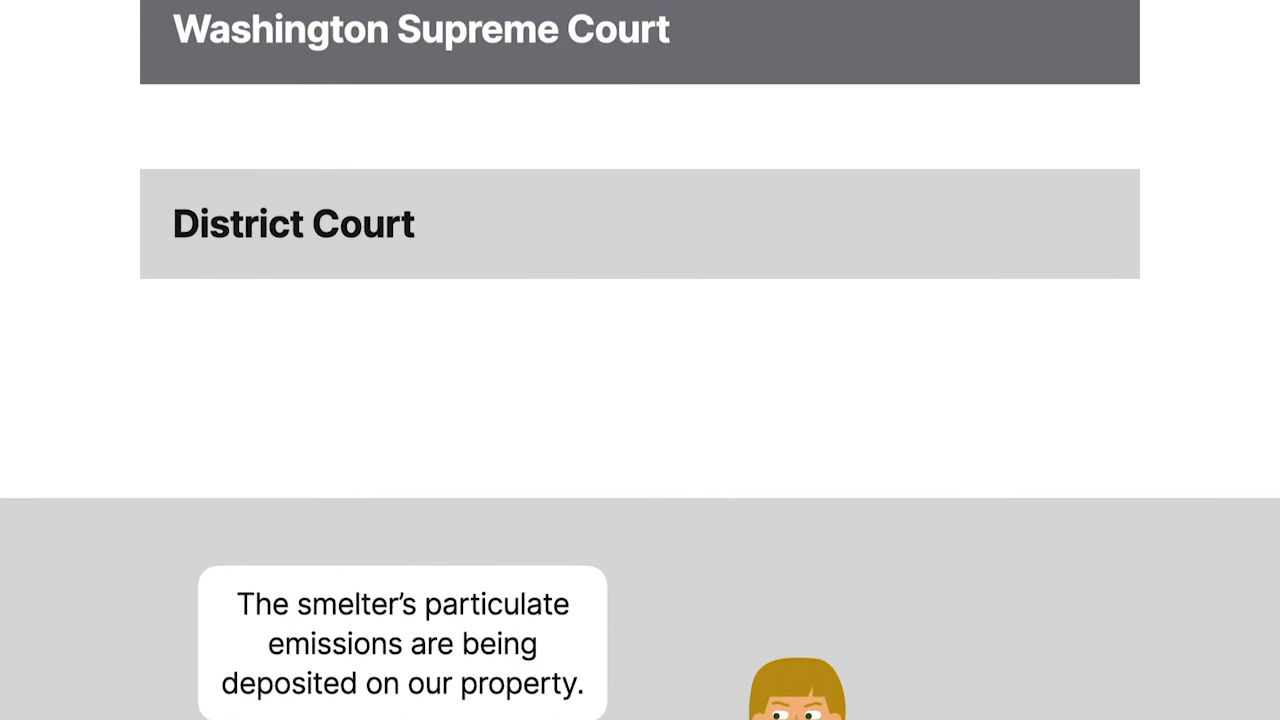 Washington Supreme Court
District Court
The smelter’s particulate
emissions are being
deposited on our property.